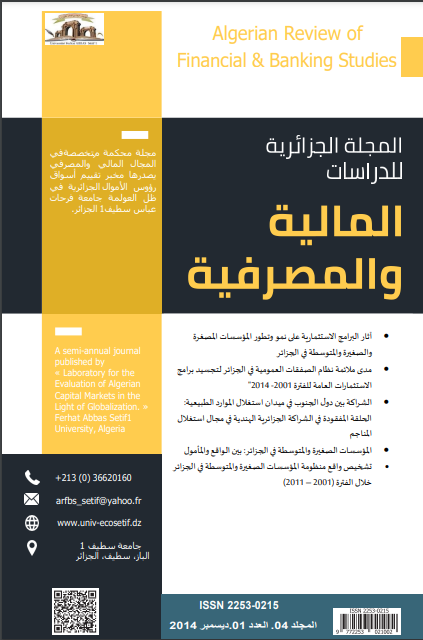 Algerian Review of
Financial & Banking Studies
المجلة الجزائرية
للدراسات
المالية
والمصرفية
مجلة محكمة متخصصة في
المجال المالي والمصرفي
يصدرها مخبر تقييم أسواق
رؤوس الأموال الجزائرية في
ظل العولمة جامعة فرحات
عباس سطيف1 الجزائر.
A semi-annual journal
published by
« Laboratory for the
Evaluation of Algerian
Capital Markets in the
Light of Globalization. »
Ferhat Abbas Setif1
University, Algeria
• آثار البرامج الاستثمارية على نمو وتطور المؤسسات المصغرة
والصغيرة والمتوسطة في الجزائر
• مدى ملائمة نظام الصفقات العمومية في الجزائر لتجسيد برامج
الاستثمارات العامة للفترة 2001- 2014"
• الشراكة بين دول الجنوب في ميدان استغلال الموارد الطبيعية:
الحلقة المفقودة في الشراكة الجزائرية الهندية في مجال استغلال
المناجم
• المؤسسات الصغيرة والمتوسطة في الجزائر: بين الواقع والمأمول
• تشخيص واقع منظومة المؤسسات الصغيرة والمتوسطة في الجزائر
خلال الفترة (2001 – 2011)
+213 (0) 36620160
arfbs_setif@yahoo.fr
www.univ-ecosetif.dz
جامعة سطيف 1
الباز، سطيف، الجزائر
ISSN 2253-0215
المجلد 04. العدد 01.ديسمبر 2014
ISSN 2253-0215
9 772253 021002